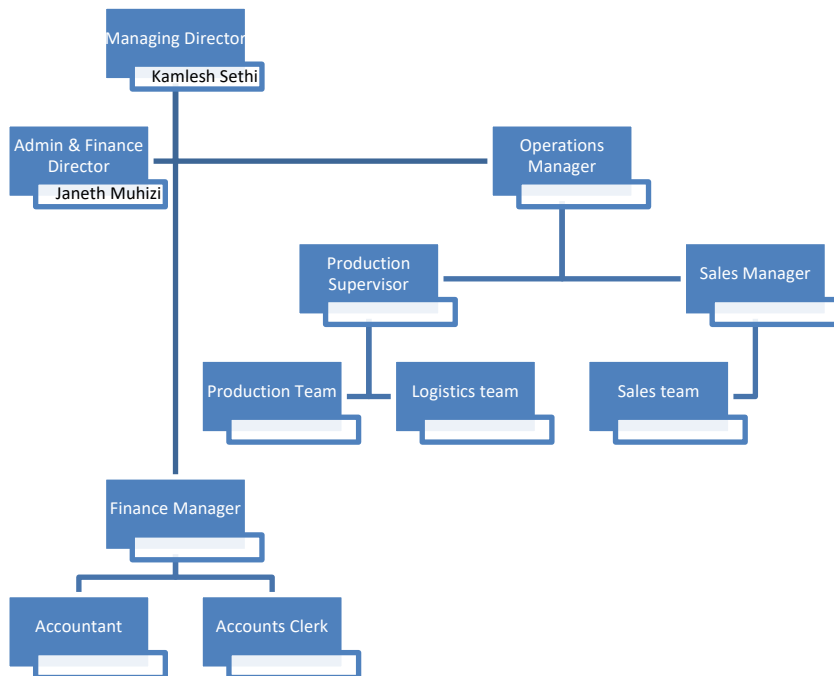 Managing Director
Kamlesh Sethi
Admin & Finance
Director
Janeth Muhizi
Operations
Manager
Production
Supervisor
Sales Manager
Production Team
Logistics team
Sales team
Finance Manager
Accountant
Accounts Clerk